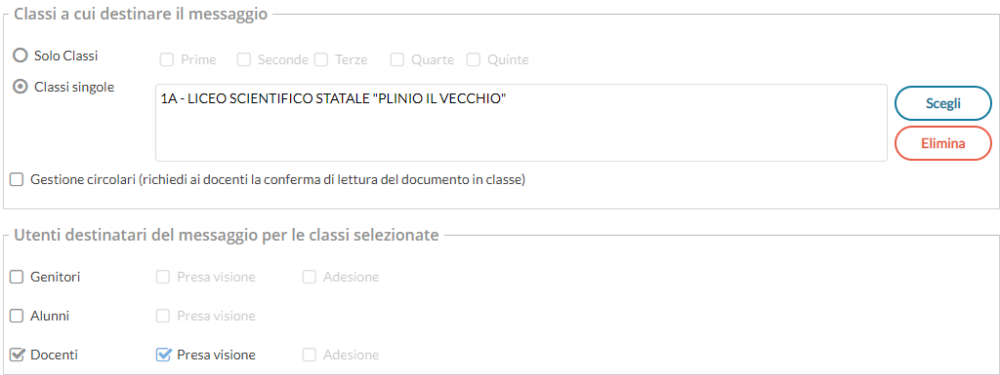 Classi a cui destinare il messaggio
Solo Classi Prime Seconde Terze Quarte Quinte
Classi singole
1A - LICEO SCIENTIFICO STATALE "PLINIO IL VECCHIO"
Scegli
Elimina
Gestione circolari (richiedi ai docenti la conferma di lettura del documento in classe)
Utenti destinatari del messaggio per le classi selezionate
Genitori Presa visione Adesione
Alunni Presa visione
Docenti Presa visione Adesione